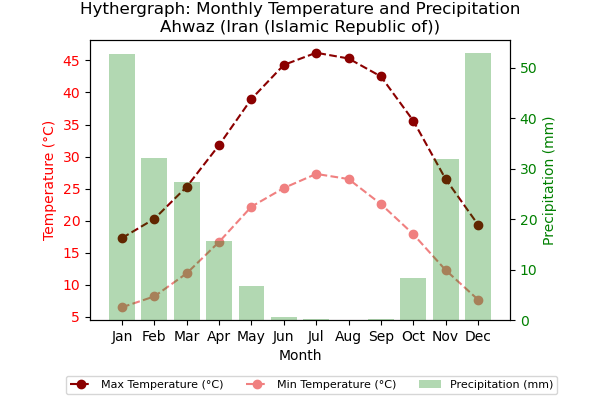 Hythergraph: Monthly Temperature and Precipitation
Ahwaz (Iran (Islamic Republic of))
Temperature (°C)
45
40
35
30
25
20
15
10
5
50
40
30
20
10
0
Precipitation (mm)
Jan Feb Mar Apr May Jun Jul Aug Sep Oct Nov Dec
Month
Max Temperature (°C) Min Temperature (°C) Precipitation (mm)